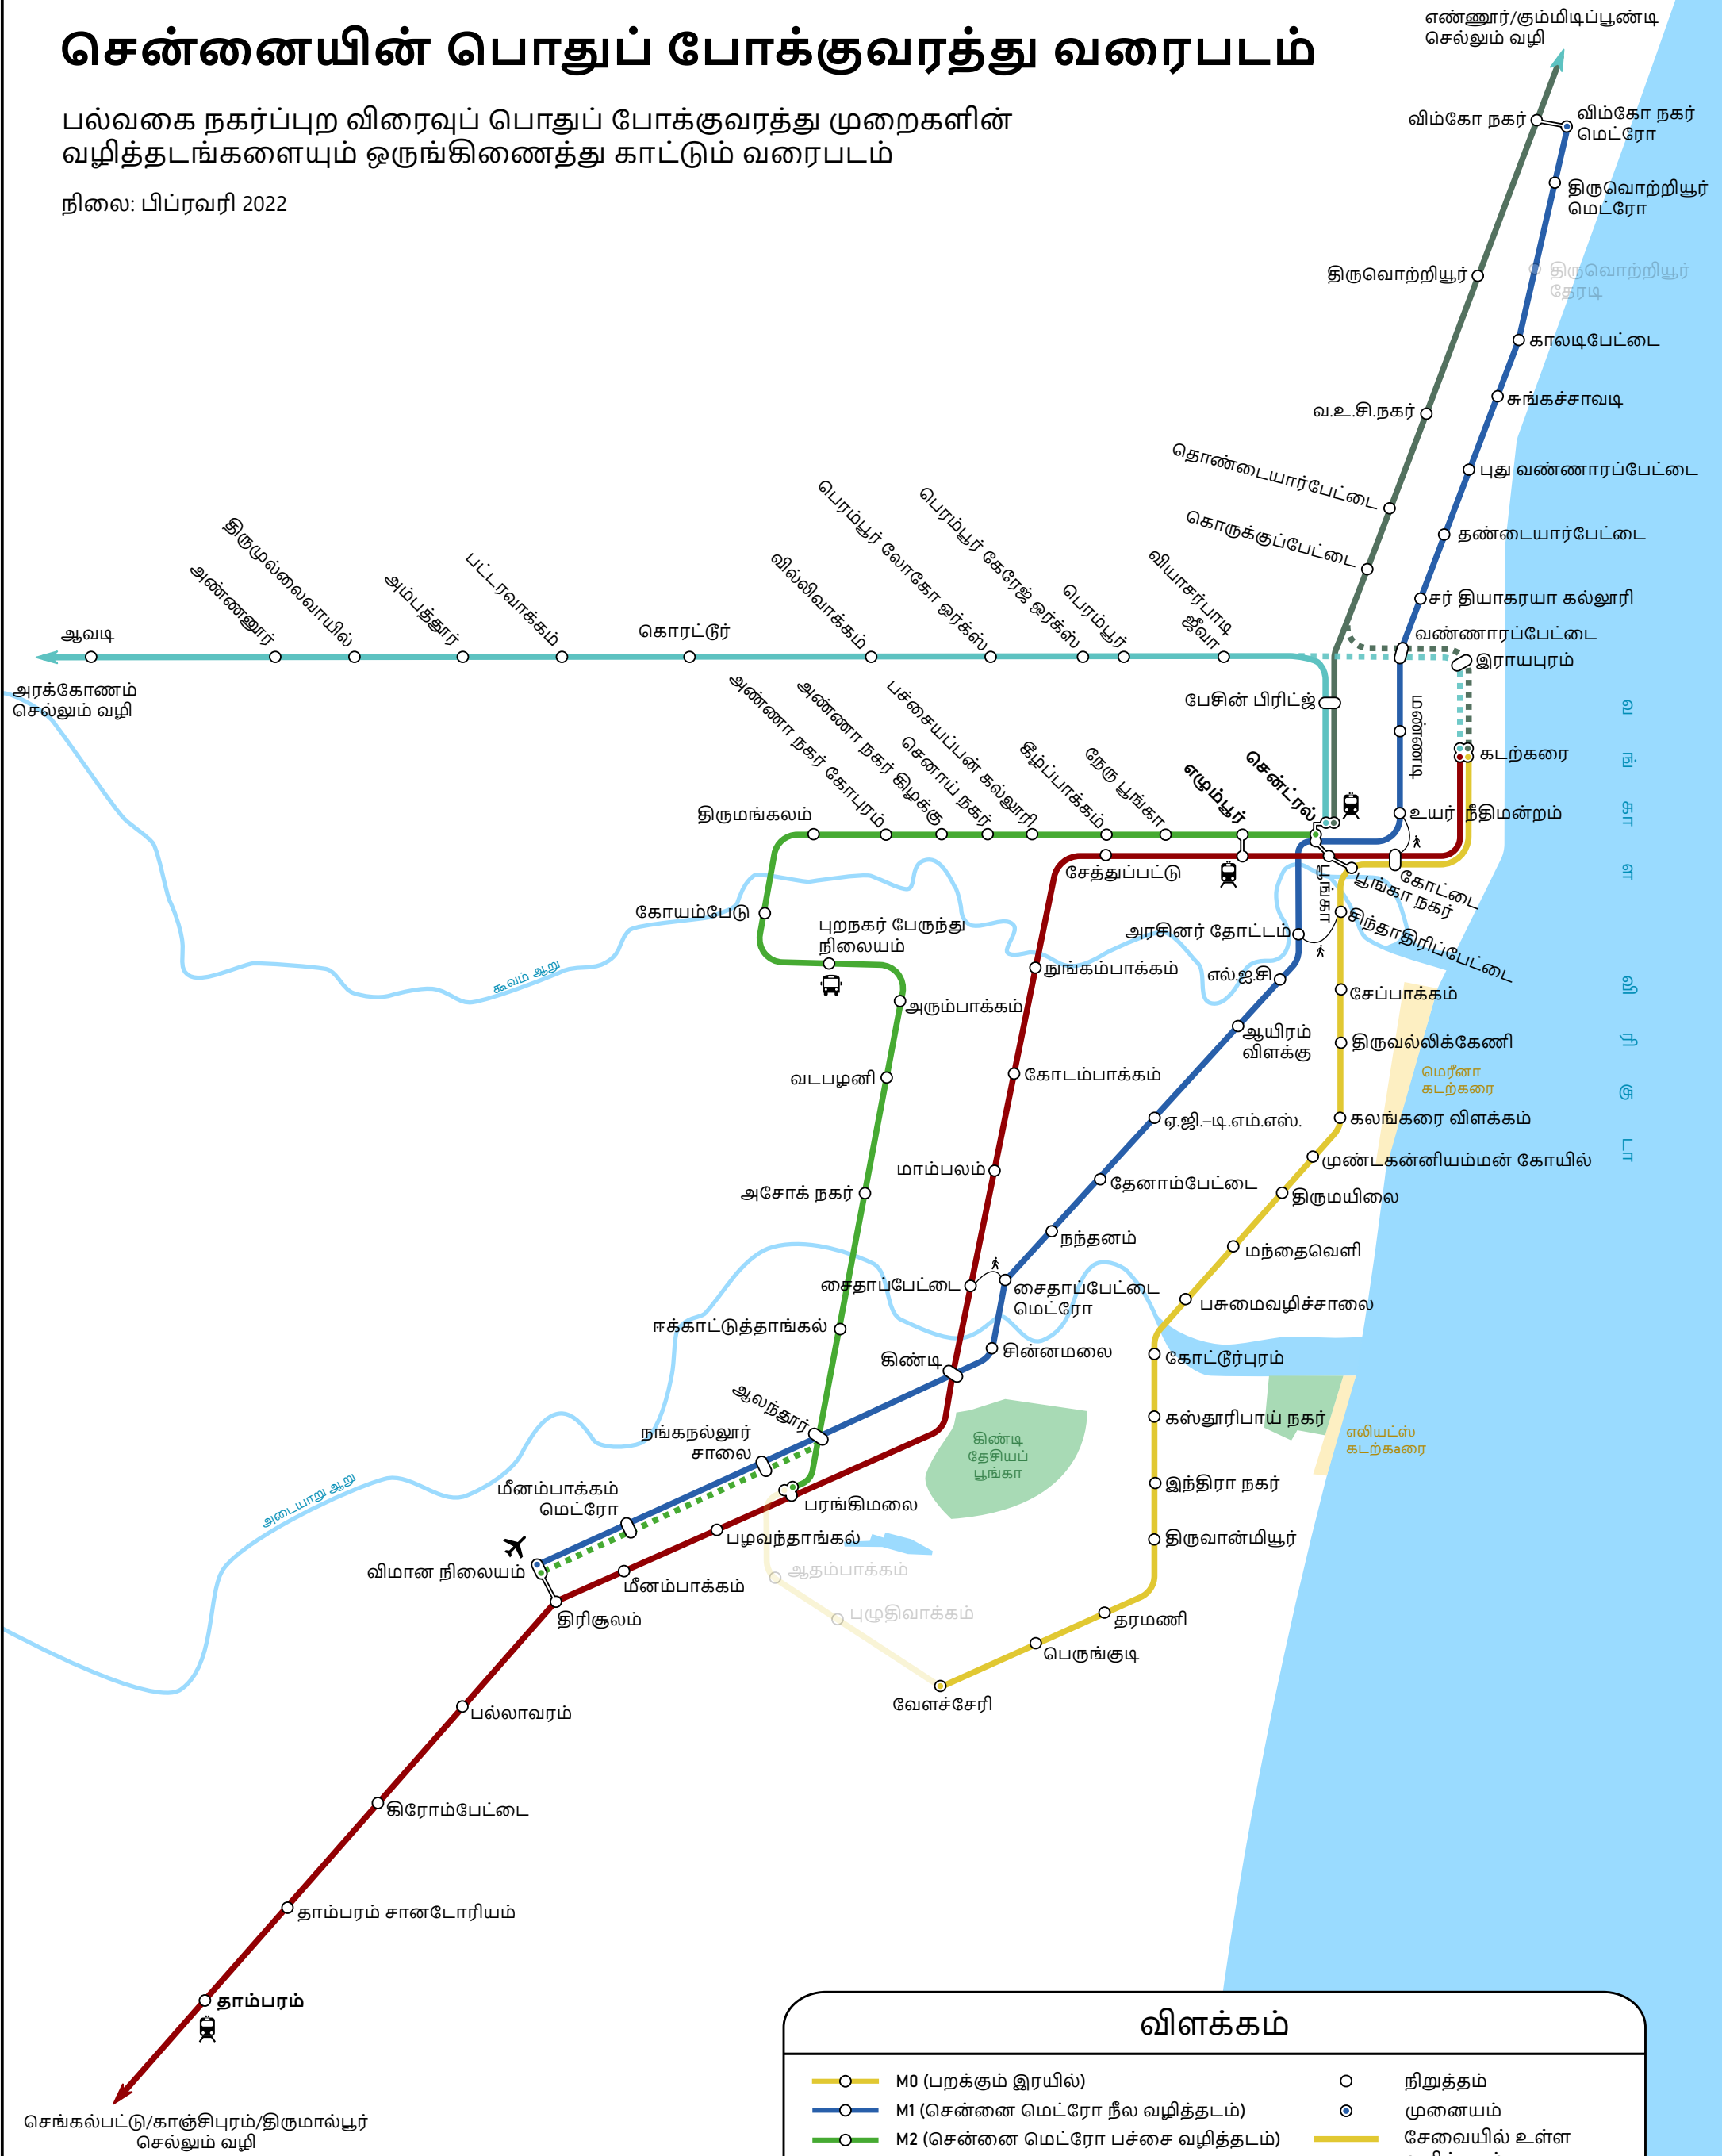 சென்னையின் பொதுப் போக்குவரத்து வரைபடம்
பல்வகை நகர்ப்புற விரைவுப் பொதுப் போக்குவரத்து முறைகளின்
வழித்தடங்களையும் ஒருங்கிணைத்து காட்டும் வரைபடம்
நிலை: பிப்ரவரி 2022
எண்ணூர்/கும்மிடிப்பூண்டி
செல்லும் வழி
விம்கோ நகர்
விம்கோ நகர்
மெட்ரோ
திருவொற்றியூர்
மெட்ரோ
திருவொற்றியூர்
திருவொற்றியூர்
தேரடி
காலடிபேட்டை
சுங்கச்சாவடி
வ.உ.சி.நகர்
புது வண்ணாரப்பேட்டை
தொண்டையார்பேட்டை
தண்டையார்பேட்டை
கொருக்குப்பேட்டை
சர் தியாகரயா கல்லூரி
வண்ணாரப்பேட்டை
இராயபுரம்
ஆவடி
அண்ணனூர்
திருமுல்லைவாயில்
அம்பத்தூர்
பட்டரவாக்கம்
கொரட்டூர்
வில்லிவாக்கம்
பெரம்பூர் லோகோ ஒர்க்ஸ்
பெரம்பூர் கேரேஜ் ஒர்க்ஸ்
பெரம்பூர்
வியாசர்பாடி
ஜீவா
அரக்கோணம்
செல்லும் வழி
பேசின் பிரிட்ஜ்
மண்ணடி
கடற்கரை
திருமங்கலம்
அண்ணா நகர் கோபுரம்
அண்ணா நகர் கிழக்கு
செனாய் நகர்
பச்சையப்பன் கல்லூரி
கீழ்ப்பாக்கம்
நேரு பூங்கா
எழும்பூர்
சென்ட்ரல்
உயர் நீதிமன்றம்
சேத்துப்பட்டு
பூங்கா
பூங்கா நகர்
கோட்டை
கோயம்பேடு
புறநகர் பேருந்து
நிலையம்
கூவம் ஆறு
நுங்கம்பாக்கம்
அரசினர் தோட்டம்
சிந்தாதிரிப்பேட்டை
எல்.ஐ.சி
சேப்பாக்கம்
அரும்பாக்கம்
ஆயிரம்
விளக்கு
திருவல்லிக்கேணி
மெரீனா
கடற்கரை
வங்காள விரிகுடா
வடபழனி
கோடம்பாக்கம்
ஏ.ஜி.–டி.எம்.எஸ்.
கலங்கரை விளக்கம்
முண்டகன்னியம்மன் கோயில்
அசோக் நகர்
மாம்பலம்
தேனாம்பேட்டை
திருமயிலை
நந்தனம்
மந்தைவெளி
சைதாப்பேட்டை
சைதாப்பேட்டை
மெட்ரோ
பசுமைவழிச்சாலை
ஈக்காட்டுத்தாங்கல்
கிண்டி
சின்னமலை
கோட்டூர்புரம்
ஆலந்தூர்
நங்கநல்லூர்
சாலை
கிண்டி
தேசியப்
பூங்கா
கஸ்தூரிபாய் நகர்
எலியட்ஸ்
கடற்கaரை
மீனம்பாக்கம்
மெட்ரோ
அடையாறு ஆறு
பரங்கிமலை
இந்திரா நகர்
பழவந்தாங்கல்
திருவான்மியூர்
விமான நிலையம்
மீனம்பாக்கம்
ஆதம்பாக்கம்
திரிசூலம்
புழுதிவாக்கம்
தரமணி
பெருங்குடி
வேளச்சேரி
பல்லாவரம்
கிரோம்பேட்டை
தாம்பரம் சானடோரியம்
தாம்பரம்
செங்கல்பட்டு/காஞ்சிபுரம்/திருமால்பூர்
செல்லும் வழி
விளக்கம்
M0 (பறக்கும் இரயில்)
நிறுத்தம்
M1 (சென்னை மெட்ரோ நீல வழித்தடம்)
முனையம்
M2 (சென்னை மெட்ரோ பச்சை வழித்தடம்)
சேவையில் உள்ள